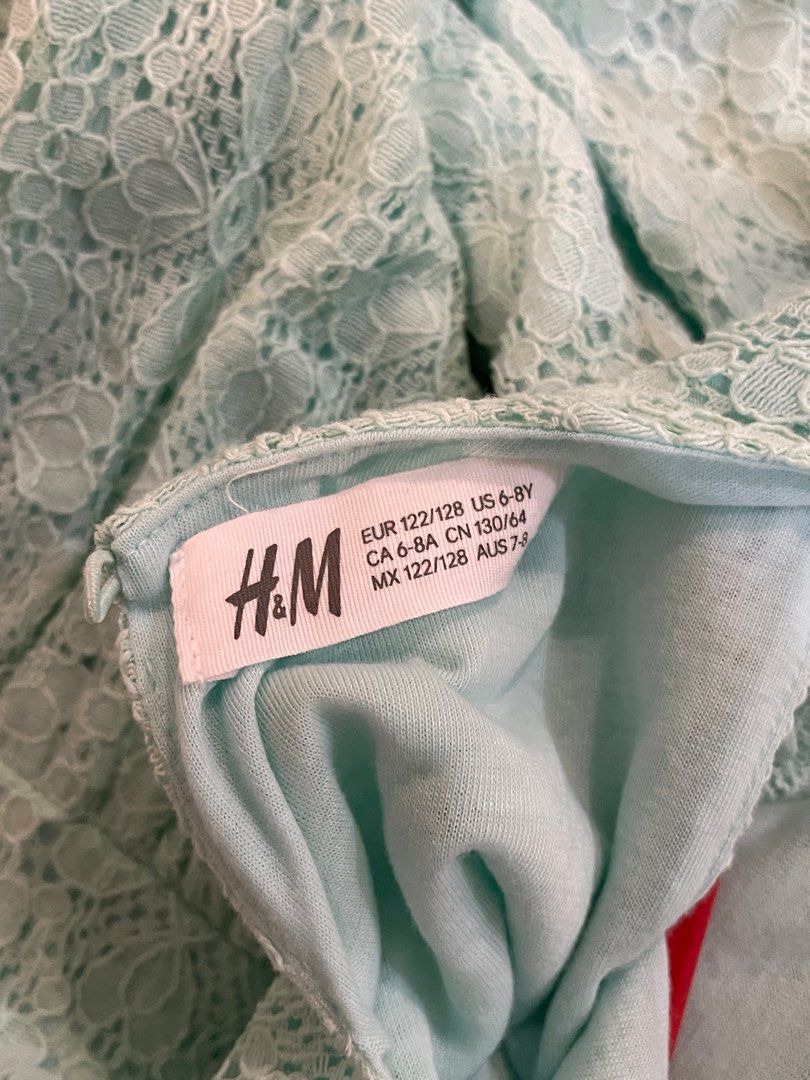 H&M
EUR 122/128 US 6-8Y
CA 6-8A CN 130/64
MX 122/128 AUS 7-8